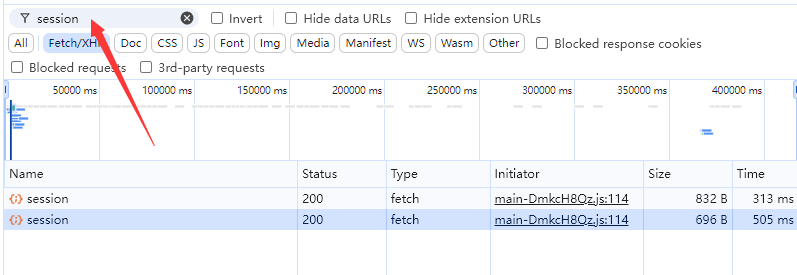 session Invert Hide data URLs Hide extension URLs
All Fetch/XH Doc CSS JS Font Img Media Manifest WS Wasm Other Blocked response cookies
Blocked requests 3rd-party requests
50000 ms 100000 ms 150000 ms 200000 ms 250000 ms 300000 ms 350000 ms 400000 ms
Name Status Type Initiator Size Time
session 200 fetch main-DmkcH8Qz.js:114 832 B 313 ms
session 200 fetch main-DmkcH8Qz.js:114 696 B 505 ms